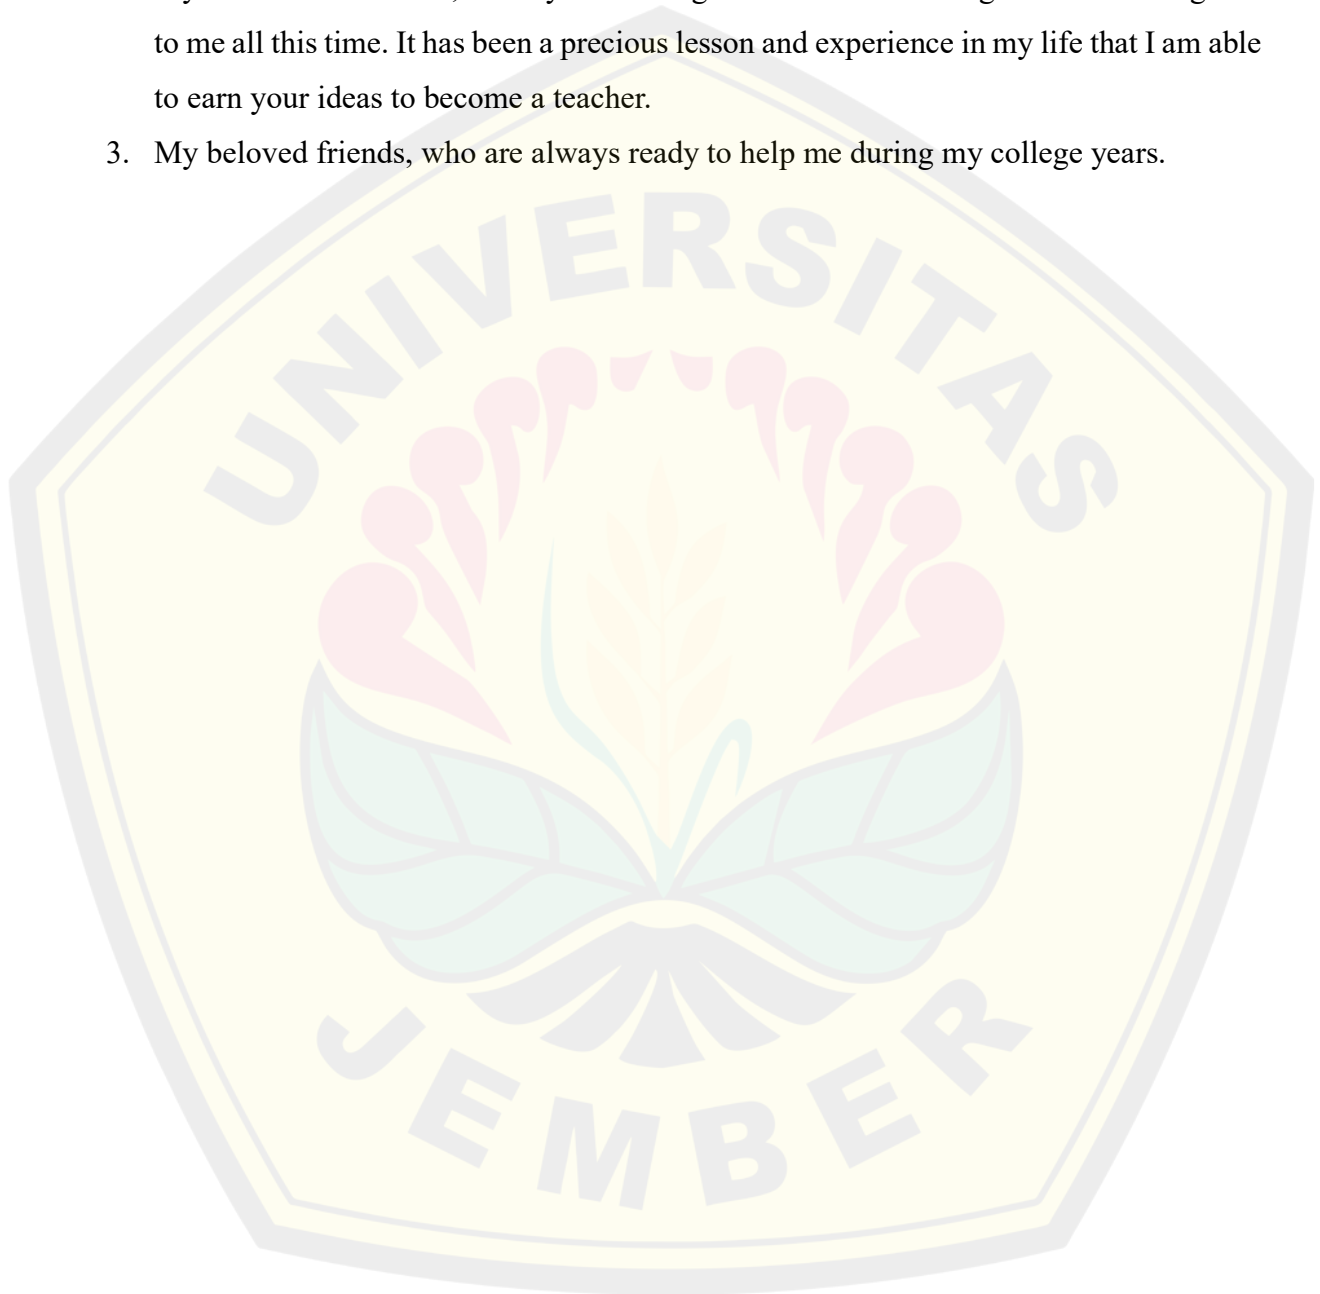 to me all this time. It has been a precious lesson and experience in my life that I am able
to earn your ideas to become a teacher.
3. My beloved friends, who are always ready to help me during my college years.
UNIVERSITAS
JEMBER